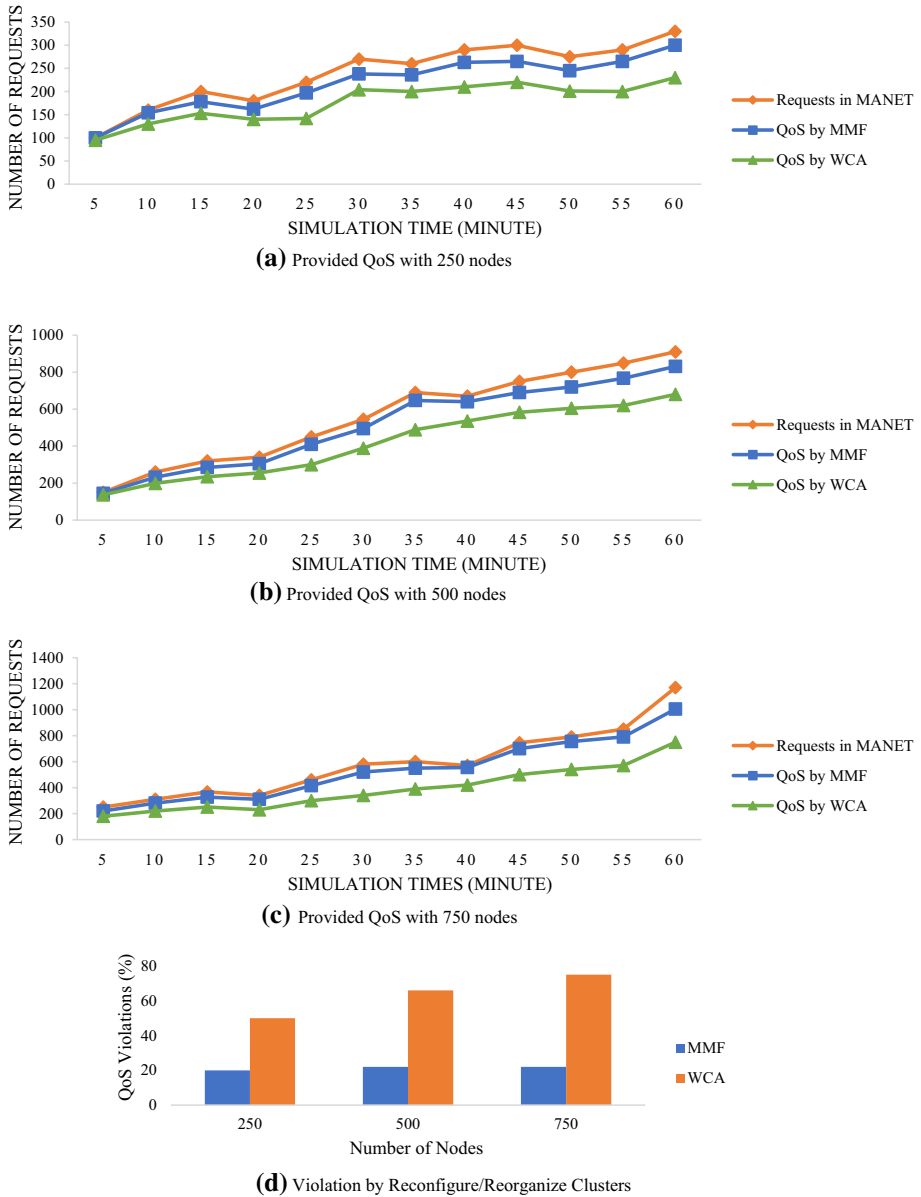 NUMBER OF REQUESTS
350
300
250
200
150
100
50
0
5 10 15 20 25 30 35 40 45 50 55 60
SIMULATION TIME (MINUTE)
Requests in MANET
QoS by MMF
QoS by WCA
(a) Provided QoS with 250 nodes
NUMBER OF REQUESTS
1000
800
600
400
200
0
5 10 15 20 25 30 35 40 45 50 55 60
SIMULATION TIME (MINUTE)
Requests in MANET
QoS by MMF
QoS by WCA
(b) Provided QoS with 500 nodes
NUMBER OF REQUESTS
1400
1200
1000
800
600
400
200
0
5 10 15 20 25 30 35 40 45 50 55 60
SIMULATION TIMES (MINUTE)
Requests in MANET
QoS by MMF
QoS by WCA
(c) Provided QoS with 750 nodes
QoS Violations (%)
80
60
40
20
0
250 500 750
Number of Nodes
MMF
WCA
(d) Violation by Reconfigure/Reorganize Clusters